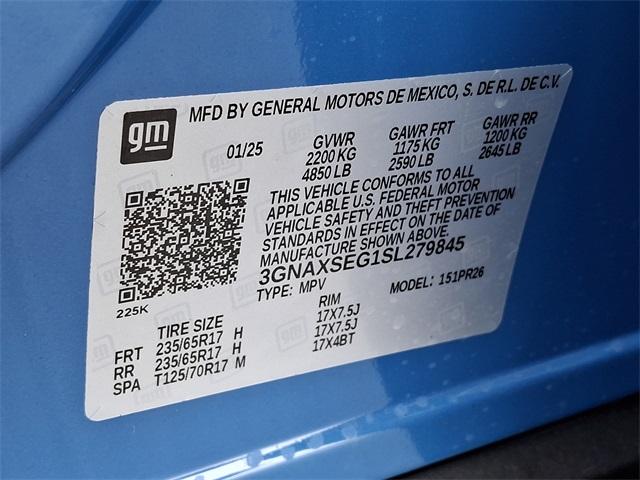 gm
MFD BY GENERAL MOTORS DE MEXICO, S. DE R.L. DE C.V.
01/25 GVWR GAWR FRT GAWR RR
2200 KG 1175 KG 1200 KG
4850 LB 2590 LB 2645 LB
THIS VEHICLE CONFORMS TO ALL
APPLICABLE U.S. FEDERAL MOTOR
VEHICLE SAFETY AND THEFT PREVENTION
STANDARDS IN EFFECT ON THE DATE OF
MANUFACTURE SHOWN ABOVE.
3GNAXSEG1SL279845
TYPE: MPV MODEL: 151PR26
225K
TIRE SIZE RIM
FRT 235/65R17 H 17X7.5J
RR 235/65R17 H 17X7.5J
SPA T125/70R17 M 17X4BT